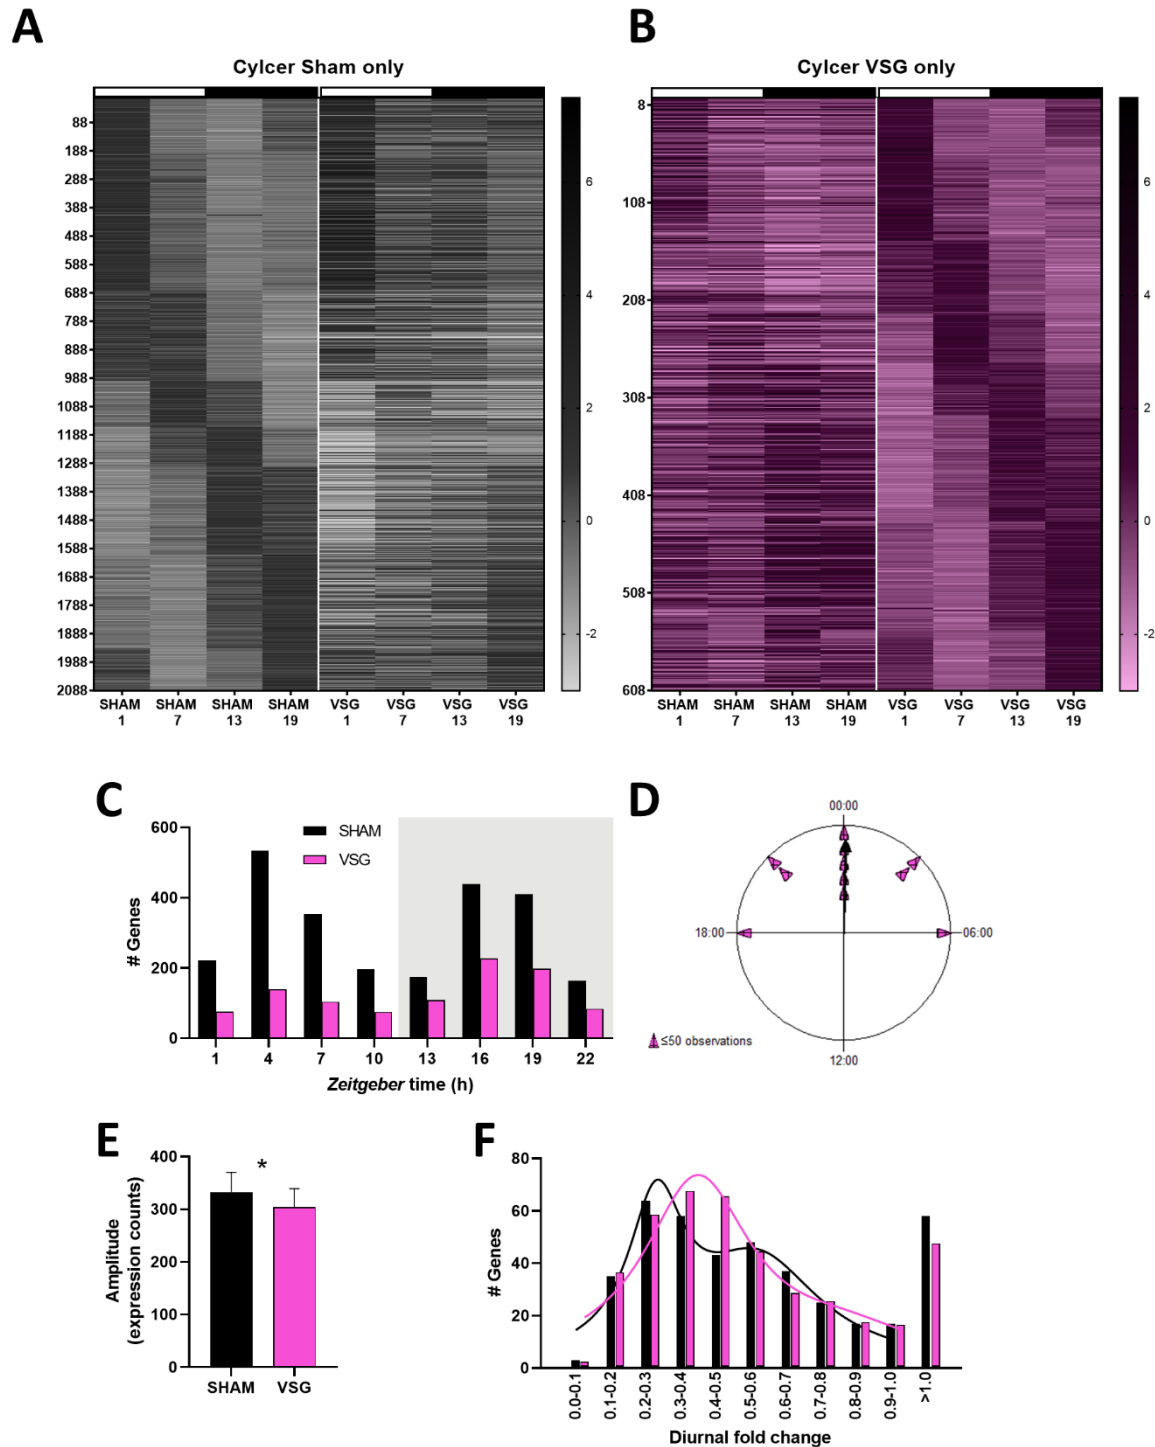 A
B
Cylcer Sham only
Cylcer VSG only
88
188
288
388
488
588
688
788
888
988
1088
1188
1288
1388
1488
1588
1688
1788
1888
1988
2088
6
4
2
0
-2
SHAM 1
SHAM 7
SHAM 13
SHAM 19
VSG 1
VSG 7
VSG 13
VSG 19
8
108
208
308
408
508
608
6
4
2
0
-2
SHAM 1
SHAM 7
SHAM 13
SHAM 19
VSG 1
VSG 7
VSG 13
VSG 19
C
# Genes
600
400
200
0
SHAM
VSG
1 4 7 10 13 16 19 22
Zeitgeber time (h)
D
00:00
18:00
06:00
12:00
≤50 observations
E
Amplitude
(expression counts)
400
300
200
100
0
*
SHAM VSG
F
# Genes
80
60
40
20
0
0.0-0.1
0.1-0.2
0.2-0.3
0.3-0.4
0.4-0.5
0.5-0.6
0.6-0.7
0.7-0.8
0.8-0.9
0.9-1.0
>1.0
Diurnal fold change